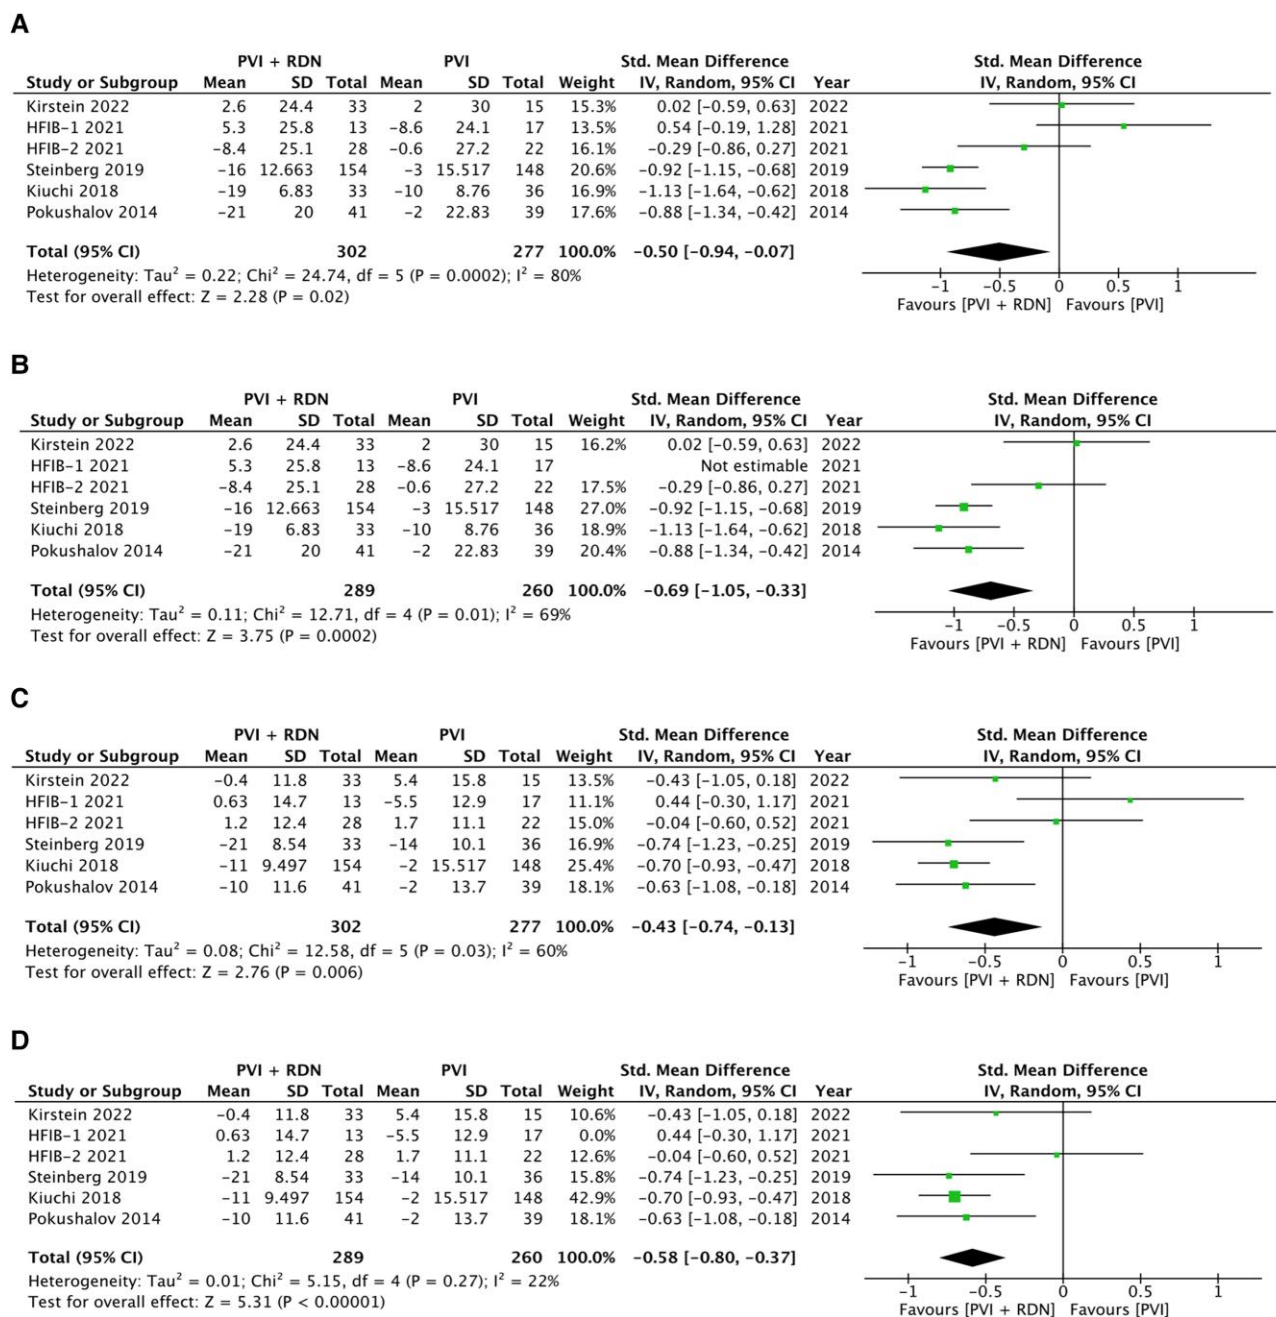 A
PVI + RDN PVI Std. Mean Difference Std. Mean Difference
Study or Subgroup Mean SD Total Mean SD Total Weight IV, Random, 95% CI Year IV, Random, 95% CI
Kirstein 2022 2.6 24.4 33 2 30 15 15.3% 0.02 [−0.59, 0.63] 2022
HFIB−1 2021 5.3 25.8 13 −8.6 24.1 17 13.5% 0.54 [−0.19, 1.28] 2021
HFIB−2 2021 −8.4 25.1 28 −0.6 27.2 22 16.1% −0.29 [−0.86, 0.27] 2021
Steinberg 2019 −16 12.663 154 −3 15.517 148 20.6% −0.92 [−1.15, −0.68] 2019
Kiuchi 2018 −19 6.83 33 −10 8.76 36 16.9% −1.13 [−1.64, −0.62] 2018
Pokushalov 2014 −21 20 41 −2 22.83 39 17.6% −0.88 [−1.34, −0.42] 2014
Total (95% CI) 302 277 100.0% −0.50 [−0.94, −0.07]
Heterogeneity: Tau² = 0.22; Chi² = 24.74, df = 5 (P = 0.0002); I² = 80%
Test for overall effect: Z = 2.28 (P = 0.02)
−1 −0.5 0 0.5 1
Favours [PVI + RDN] Favours [PVI]
B
PVI + RDN PVI Std. Mean Difference Std. Mean Difference
Study or Subgroup Mean SD Total Mean SD Total Weight IV, Random, 95% CI Year IV, Random, 95% CI
Kirstein 2022 2.6 24.4 33 2 30 15 16.2% 0.02 [−0.59, 0.63] 2022
HFIB−1 2021 5.3 25.8 13 −8.6 24.1 17 Not estimable 2021
HFIB−2 2021 −8.4 25.1 28 −0.6 27.2 22 17.5% −0.29 [−0.86, 0.27] 2021
Steinberg 2019 −16 12.663 154 −3 15.517 148 27.0% −0.92 [−1.15, −0.68] 2019
Kiuchi 2018 −19 6.83 33 −10 8.76 36 18.9% −1.13 [−1.64, −0.62] 2018
Pokushalov 2014 −21 20 41 −2 22.83 39 20.4% −0.88 [−1.34, −0.42] 2014
Total (95% CI) 289 260 100.0% −0.69 [−1.05, −0.33]
Heterogeneity: Tau² = 0.11; Chi² = 12.71, df = 4 (P = 0.01); I² = 69%
Test for overall effect: Z = 3.75 (P = 0.0002)
−1 −0.5 0 0.5 1
Favours [PVI + RDN] Favours [PVI]
C
PVI + RDN PVI Std. Mean Difference Std. Mean Difference
Study or Subgroup Mean SD Total Mean SD Total Weight IV, Random, 95% CI Year IV, Random, 95% CI
Kirstein 2022 −0.4 11.8 33 5.4 15.8 15 13.5% −0.43 [−1.05, 0.18] 2022
HFIB−1 2021 0.63 14.7 13 −5.5 12.9 17 11.1% 0.44 [−0.30, 1.17] 2021
HFIB−2 2021 1.2 12.4 28 1.7 11.1 22 15.0% −0.04 [−0.60, 0.52] 2021
Steinberg 2019 −21 8.54 33 −14 10.1 36 16.9% −0.74 [−1.23, −0.25] 2019
Kiuchi 2018 −11 9.497 154 −2 15.517 148 25.4% −0.70 [−0.93, −0.47] 2018
Pokushalov 2014 −10 11.6 41 −2 13.7 39 18.1% −0.63 [−1.08, −0.18] 2014
Total (95% CI) 302 277 100.0% −0.43 [−0.74, −0.13]
Heterogeneity: Tau² = 0.08; Chi² = 12.58, df = 5 (P = 0.03); I² = 60%
Test for overall effect: Z = 2.76 (P = 0.006)
−1 −0.5 0 0.5 1
Favours [PVI + RDN] Favours [PVI]
D
PVI + RDN PVI Std. Mean Difference Std. Mean Difference
Study or Subgroup Mean SD Total Mean SD Total Weight IV, Random, 95% CI Year IV, Random, 95% CI
Kirstein 2022 −0.4 11.8 33 5.4 15.8 15 10.6% −0.43 [−1.05, 0.18] 2022
HFIB−1 2021 0.63 14.7 13 −5.5 12.9 17 0.0% 0.44 [−0.30, 1.17] 2021
HFIB−2 2021 1.2 12.4 28 1.7 11.1 22 12.6% −0.04 [−0.60, 0.52] 2021
Steinberg 2019 −21 8.54 33 −14 10.1 36 15.8% −0.74 [−1.23, −0.25] 2019
Kiuchi 2018 −11 9.497 154 −2 15.517 148 42.9% −0.70 [−0.93, −0.47] 2018
Pokushalov 2014 −10 11.6 41 −2 13.7 39 18.1% −0.63 [−1.08, −0.18] 2014
Total (95% CI) 289 260 100.0% −0.58 [−0.80, −0.37]
Heterogeneity: Tau² = 0.01; Chi² = 5.15, df = 4 (P = 0.27); I² = 22%
Test for overall effect: Z = 5.31 (P < 0.00001)
−1 −0.5 0 0.5 1
Favours [PVI + RDN] Favours [PVI]